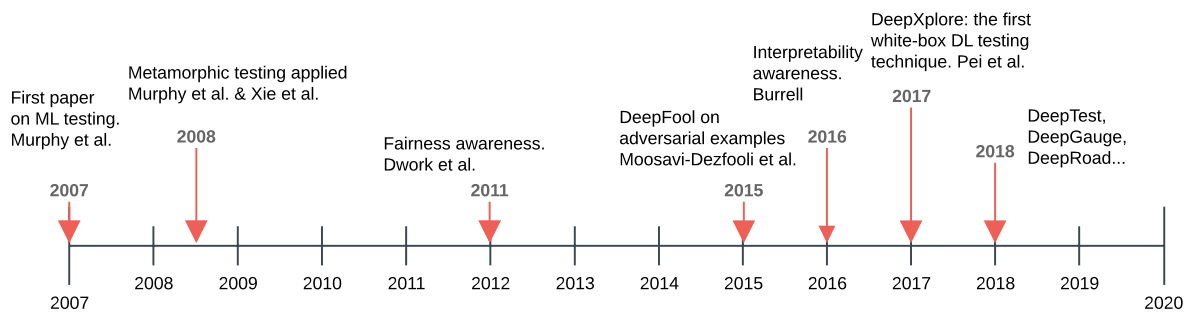 First paper
on ML testing.
Murphy et al.
2007
Metamorphic testing applied
Murphy et al. & Xie et al.
2008
Fairness awareness.
Dwork et al.
2011
DeepFool on
adversarial examples
Moosavi-Dezfooli et al.
2015
Interpretability
awareness.
Burrell
2016
DeepXplore: the first
white-box DL testing
technique. Pei et al.
2017
DeepTest,
DeepGauge,
DeepRoad...
2018
2007
2008
2009
2010
2011
2012
2013
2014
2015
2016
2017
2018
2019
2020